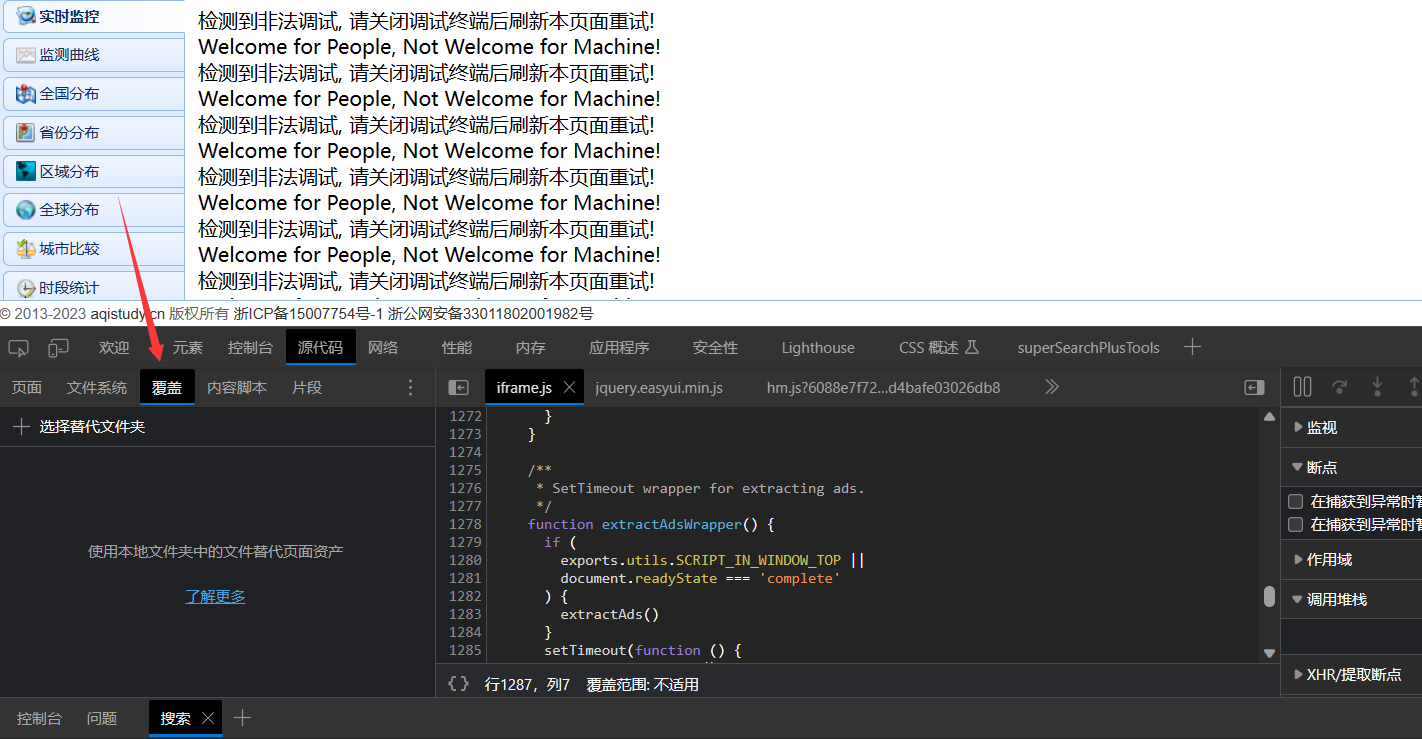 实时监控
监测曲线
全国分布
省份分布
区域分布
全球分布
城市比较
时段统计
检测到非法调试, 请关闭调试终端后刷新本页面重试!
Welcome for People, Not Welcome for Machine!
检测到非法调试, 请关闭调试终端后刷新本页面重试!
Welcome for People, Not Welcome for Machine!
检测到非法调试, 请关闭调试终端后刷新本页面重试!
Welcome for People, Not Welcome for Machine!
检测到非法调试, 请关闭调试终端后刷新本页面重试!
Welcome for People, Not Welcome for Machine!
检测到非法调试, 请关闭调试终端后刷新本页面重试!
Welcome for People, Not Welcome for Machine!
检测到非法调试, 请关闭调试终端后刷新本页面重试!
© 2013-2023 aqistudy.cn 版权所有 浙ICP备15007754号-1 浙公网安备33011802001982号
欢迎 元素 控制台 源代码 网络 性能 内存 应用程序 安全性 Lighthouse CSS 概述 superSearchPlusTools
页面 文件系统 覆盖 内容脚本 片段
选择替代文件夹
使用本地文件夹中的文件替代页面资产
了解更多
iframe.js jquery.easyui.min.js hm.js?6088e7f72...d4bafe03026db8
1272 }
1273 }
1274
1275 /**
1276 * SetTimeout wrapper for extracting ads.
1277 */
1278 function extractAdsWrapper() {
1279 if (
1280 exports.utils.SCRIPT_IN_WINDOW_TOP ||
1281 document.readyState === 'complete'
1282 ) {
1283 extractAds()
1284 }
1285 setTimeout(function () {
{} 行1287，列7 覆盖范围: 不适用
监视
断点
在捕获到异常时
在捕获到异常时
作用域
调用堆栈
XHR/提取断点
控制台 问题 搜索